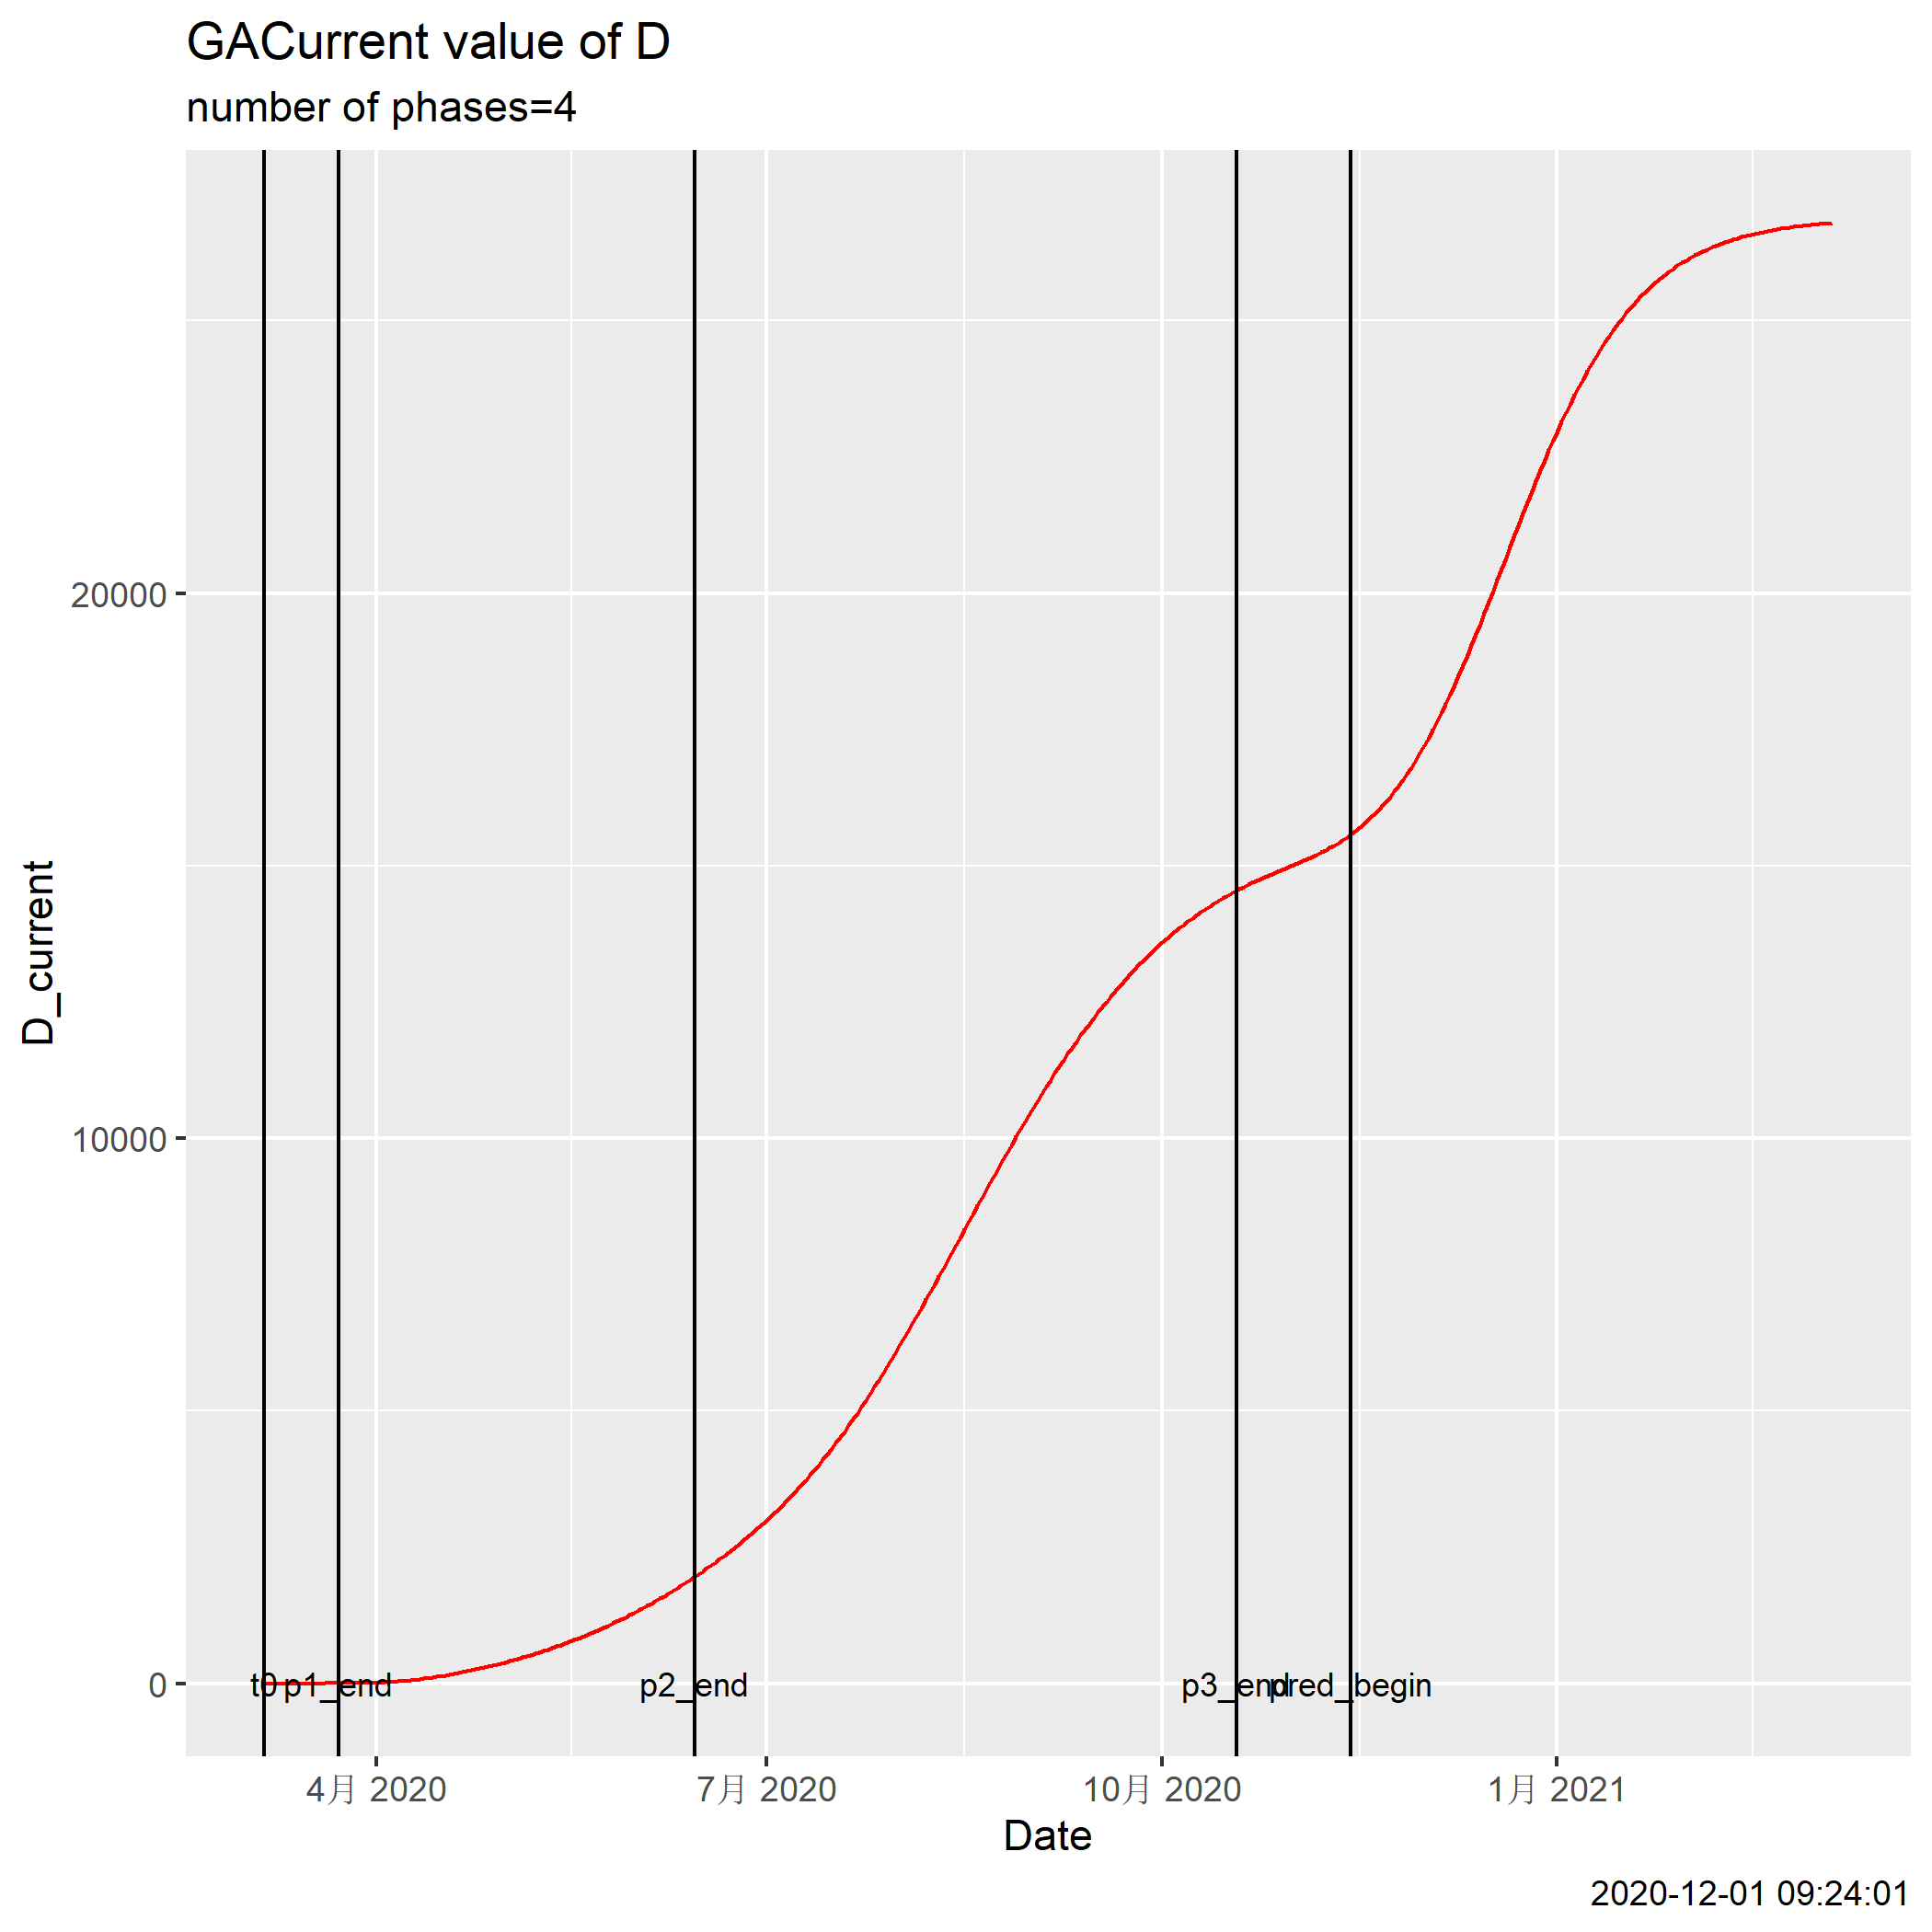 GACurrent value of D
number of phases=4
D_current
20000
10000
0
t0 p1_end p2_end p3_end pred_begin
4月 2020 7月 2020 10月 2020 1月 2021
Date
2020-12-01 09:24:01